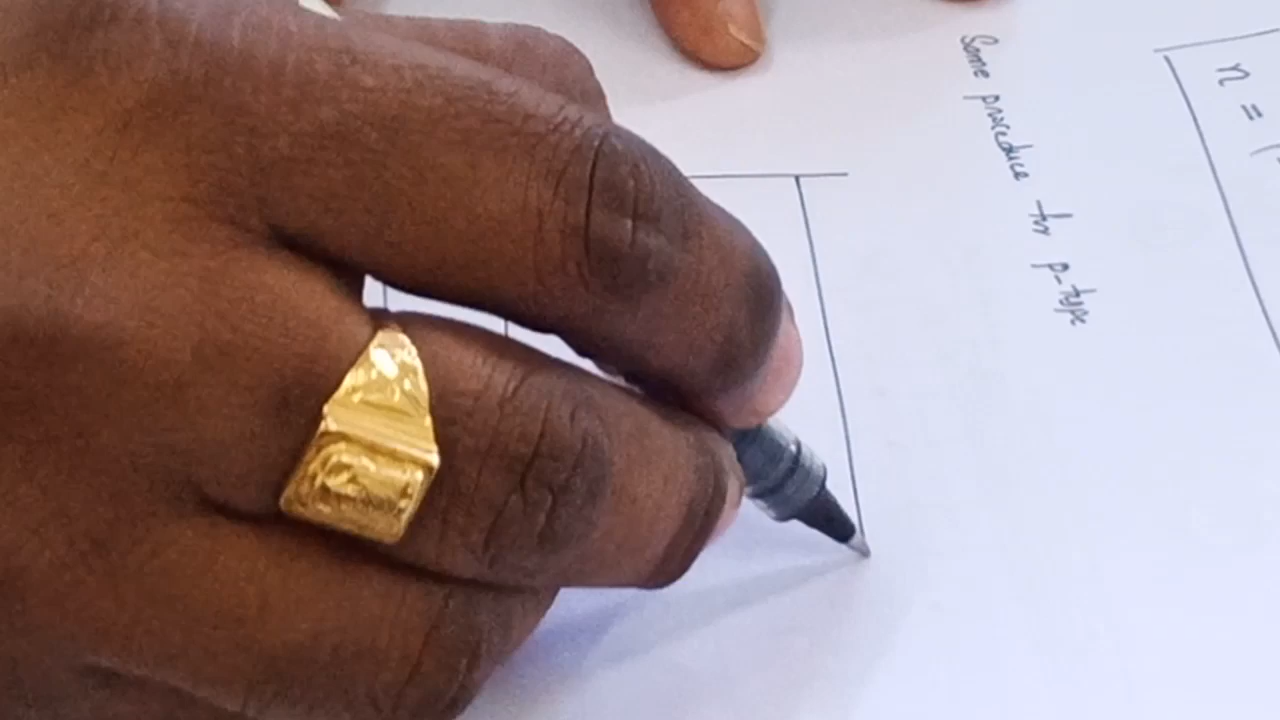 n = (
Same procedure for p-type